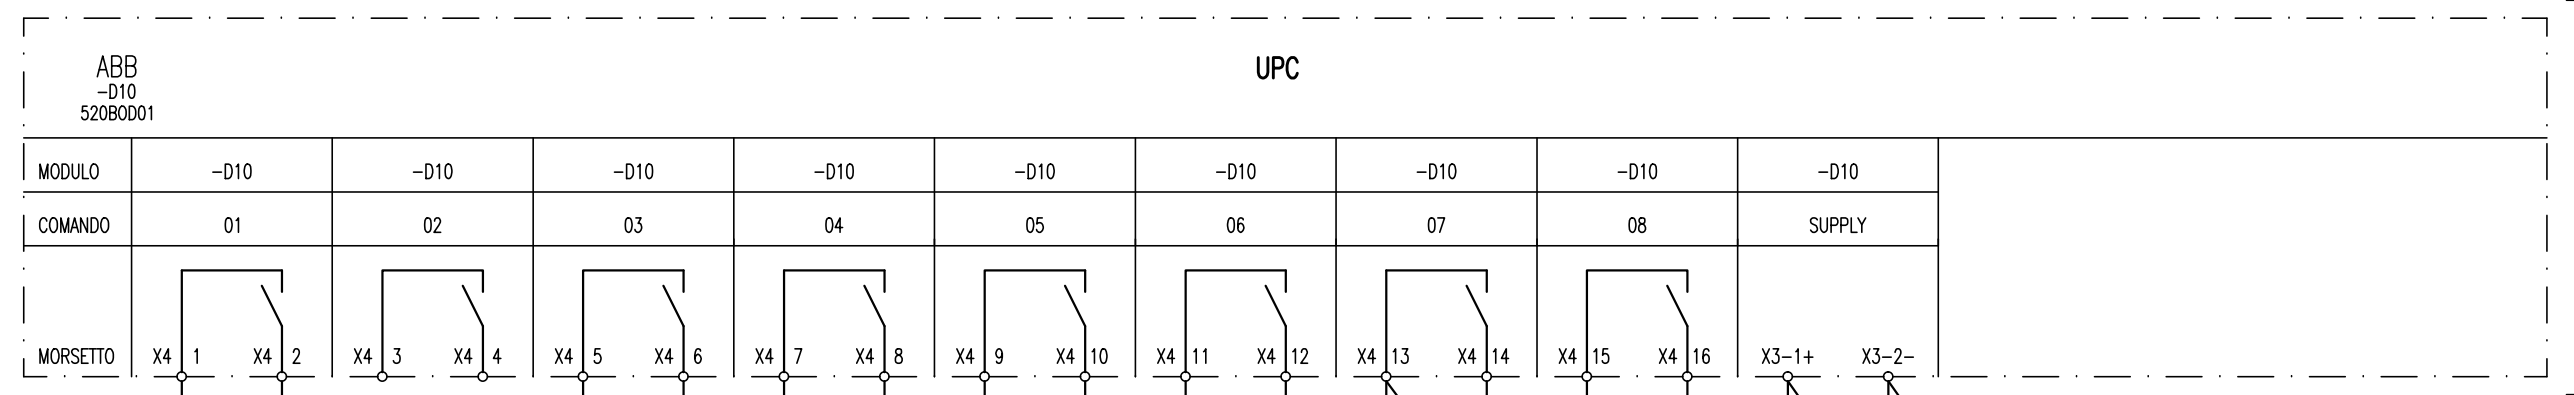 ABB
-D10
520BOD01
UPC
MODULO -D10 -D10 -D10 -D10 -D10 -D10 -D10 -D10 -D10
COMANDO 01 02 03 04 05 06 07 08 SUPPLY
MORSETTO X4 1 X4 2 X4 3 X4 4 X4 5 X4 6 X4 7 X4 8 X4 9 X4 10 X4 11 X4 12 X4 13 X4 14 X4 15 X4 16 X3-1+ X3-2-